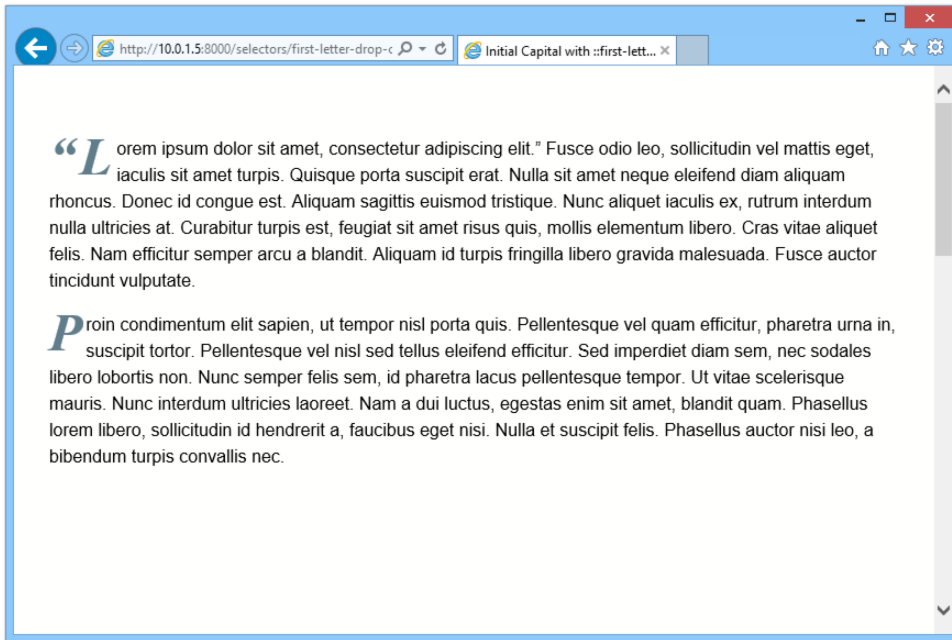 http://10.0.1.5:8000/selectors/first-letter-drop-c
Initial Capital with ::first-lett...
“Lorem ipsum dolor sit amet, consectetur adipiscing elit.” Fusce odio leo, sollicitudin vel mattis eget,
iaculis sit amet turpis. Quisque porta suscipit erat. Nulla sit amet neque eleifend diam aliquam
rhoncus. Donec id congue est. Aliquam sagittis euismod tristique. Nunc aliquet iaculis ex, rutrum interdum
nulla ultricies at. Curabitur turpis est, feugiat sit amet risus quis, mollis elementum libero. Cras vitae aliquet
felis. Nam efficitur semper arcu a blandit. Aliquam id turpis fringilla libero gravida malesuada. Fusce auctor
tincidunt vulputate.
Proin condimentum elit sapien, ut tempor nisl porta quis. Pellentesque vel quam efficitur, pharetra urna in,
suscipit tortor. Pellentesque vel nisl sed tellus eleifend efficitur. Sed imperdiet diam sem, nec sodales
libero lobortis non. Nunc semper felis sem, id pharetra lacus pellentesque tempor. Ut vitae scelerisque
mauris. Nunc interdum ultricies laoreet. Nam a dui luctus, egestas enim sit amet, blandit quam. Phasellus
lorem libero, sollicitudin id hendrerit a, faucibus eget nisi. Nulla et suscipit felis. Phasellus auctor nisi leo, a
bibendum turpis convallis nec.